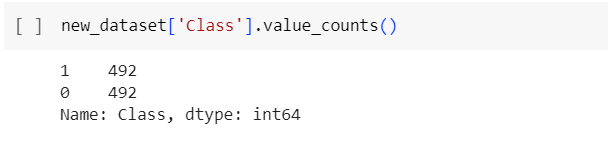 [ ] new_dataset['Class'].value_counts()
1    492
0    492
Name: Class, dtype: int64